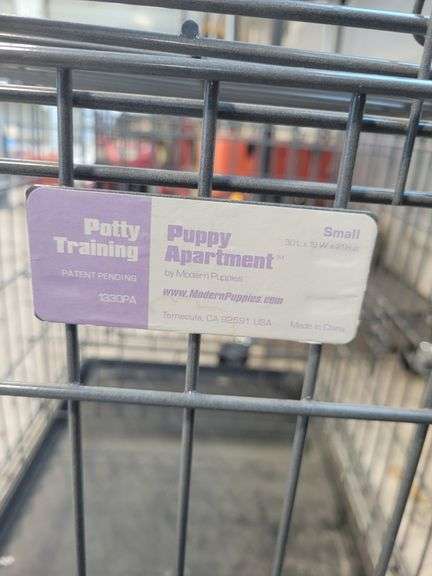 Potty
Training
PATENT PENDING
1330PA
Puppy
Apartment™
by Modern Puppies
www.ModernPuppies.com
Temecula, CA 92591 USA
Small
Made in China